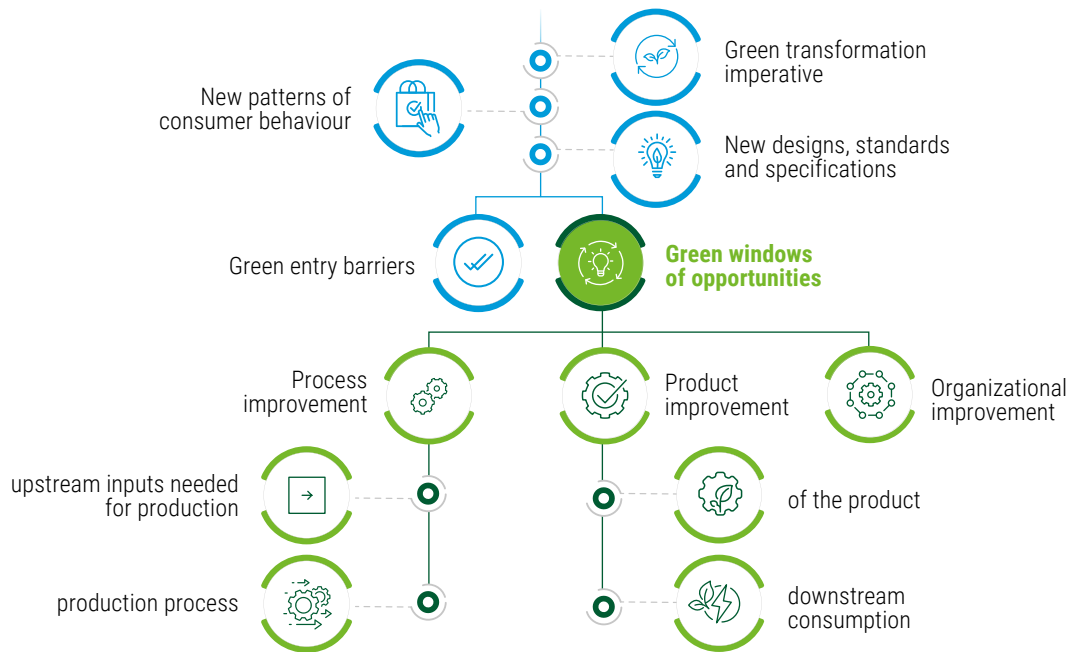 Green transformation
imperative
New patterns of
consumer behaviour
New designs, standards
and specifications
Green entry barriers
Green windows
of opportunities
Process
improvement
Product
improvement
Organizational
improvement
upstream inputs needed
for production
of the product
production process
downstream
consumption